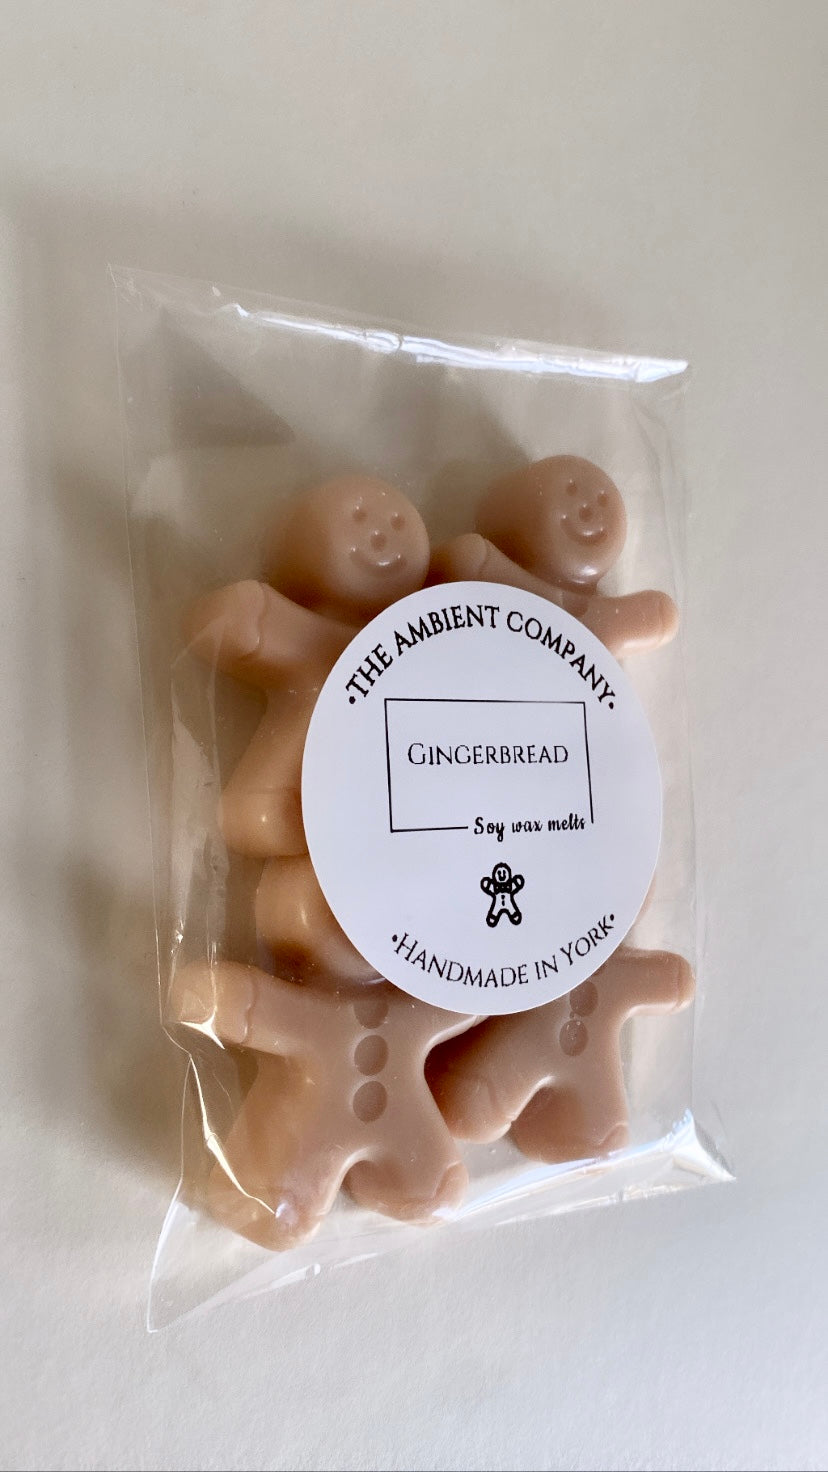 •THE AMBIENT COMPANY•
GINGERBREAD
Soy wax melts
•HANDMADE IN YORK•